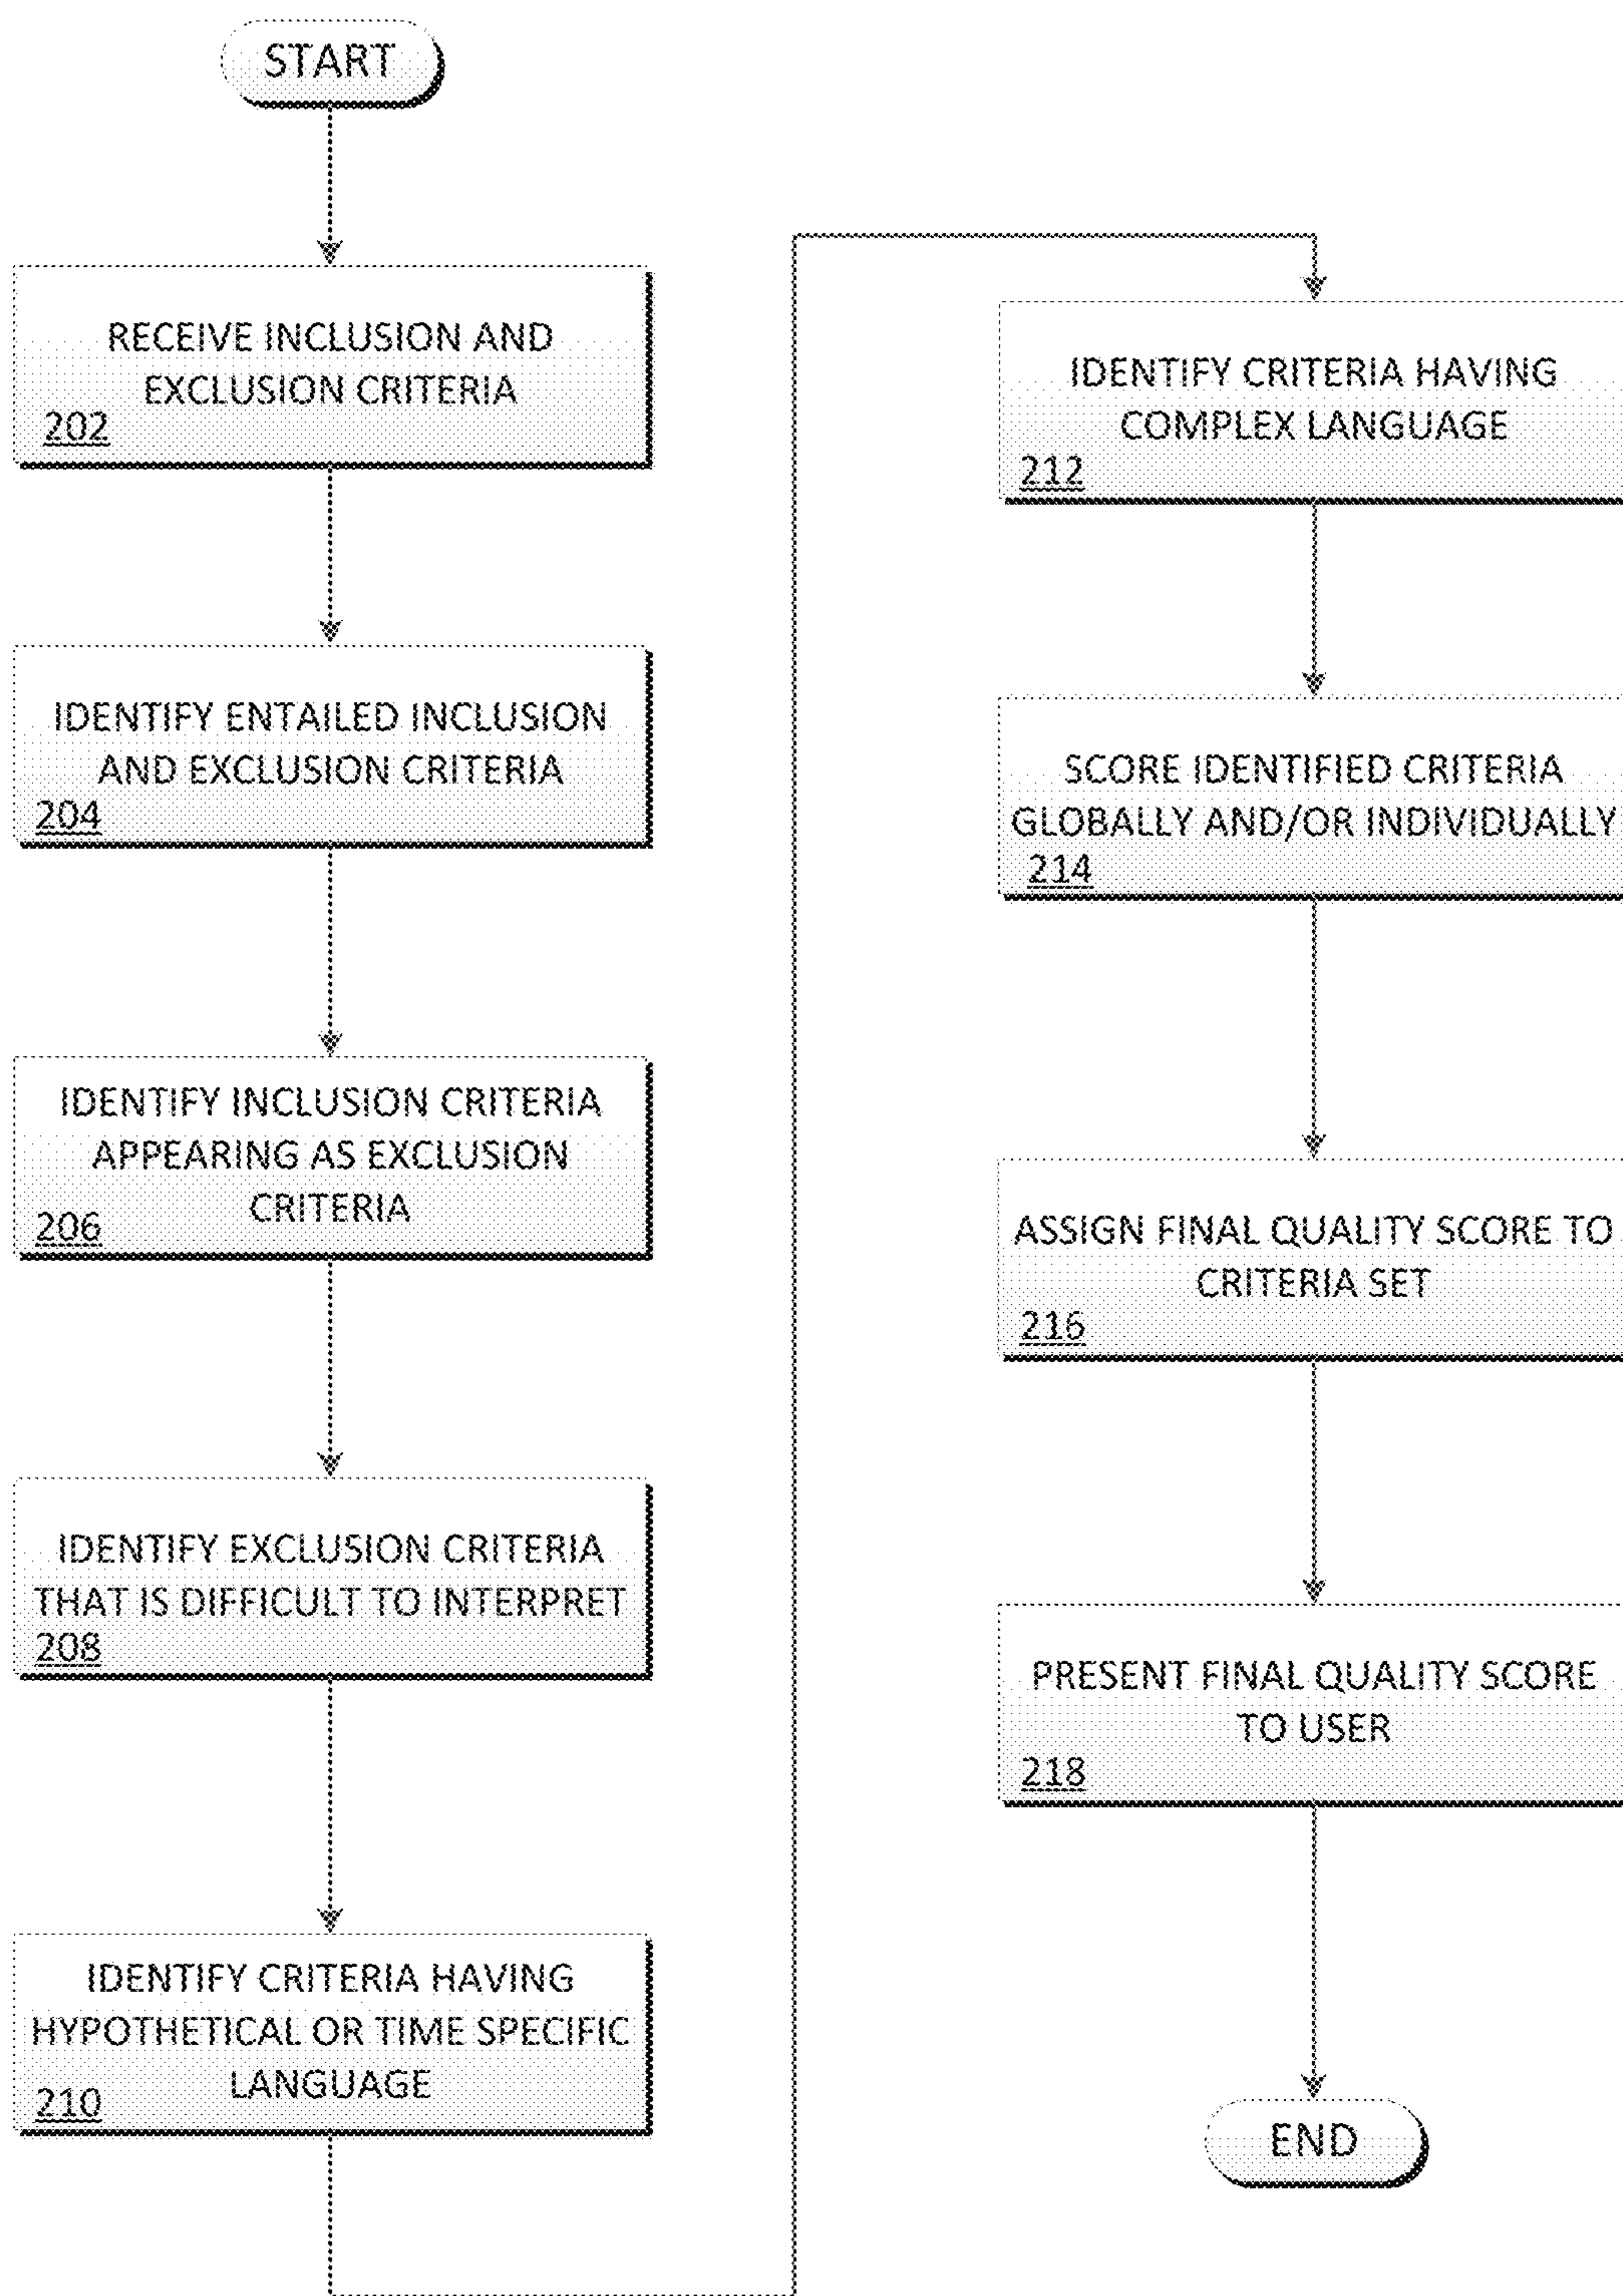 START
RECEIVE INCLUSION AND
EXCLUSION CRITERIA
202
IDENTIFY ENTAILED INCLUSION
AND EXCLUSION CRITERIA
204
IDENTIFY INCLUSION CRITERIA
APPEARING AS EXCLUSION
CRITERIA
206
IDENTIFY EXCLUSION CRITERIA
THAT IS DIFFICULT TO INTERPRET
208
IDENTIFY CRITERIA HAVING
HYPOTHETICAL OR TIME SPECIFIC
LANGUAGE
210
IDENTIFY CRITERIA HAVING
COMPLEX LANGUAGE
212
SCORE IDENTIFIED CRITERIA
GLOBALLY AND/OR INDIVIDUALLY
214
ASSIGN FINAL QUALITY SCORE TO
CRITERIA SET
216
PRESENT FINAL QUALITY SCORE
TO USER
218
END